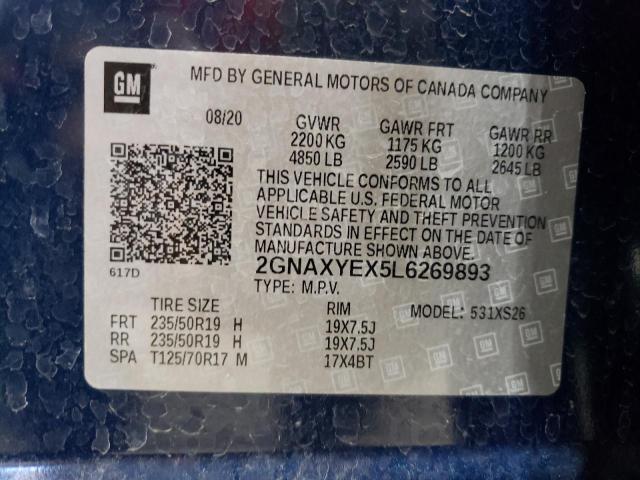 GM
MFD BY GENERAL MOTORS OF CANADA COMPANY
08/20 GVWR GAWR FRT GAWR RR
2200 KG 1175 KG 1200 KG
4850 LB 2590 LB 2645 LB
THIS VEHICLE CONFORMS TO ALL
APPLICABLE U.S. FEDERAL MOTOR
VEHICLE SAFETY AND THEFT PREVENTION
STANDARDS IN EFFECT ON THE DATE OF
MANUFACTURE SHOWN ABOVE.
617D
2GNAXYEX5L6269893
TYPE: M.P.V.
TIRE SIZE RIM MODEL: 531XS26
FRT 235/50R19 H 19X7.5J
RR 235/50R19 H 19X7.5J
SPA T125/70R17 M 17X4BT